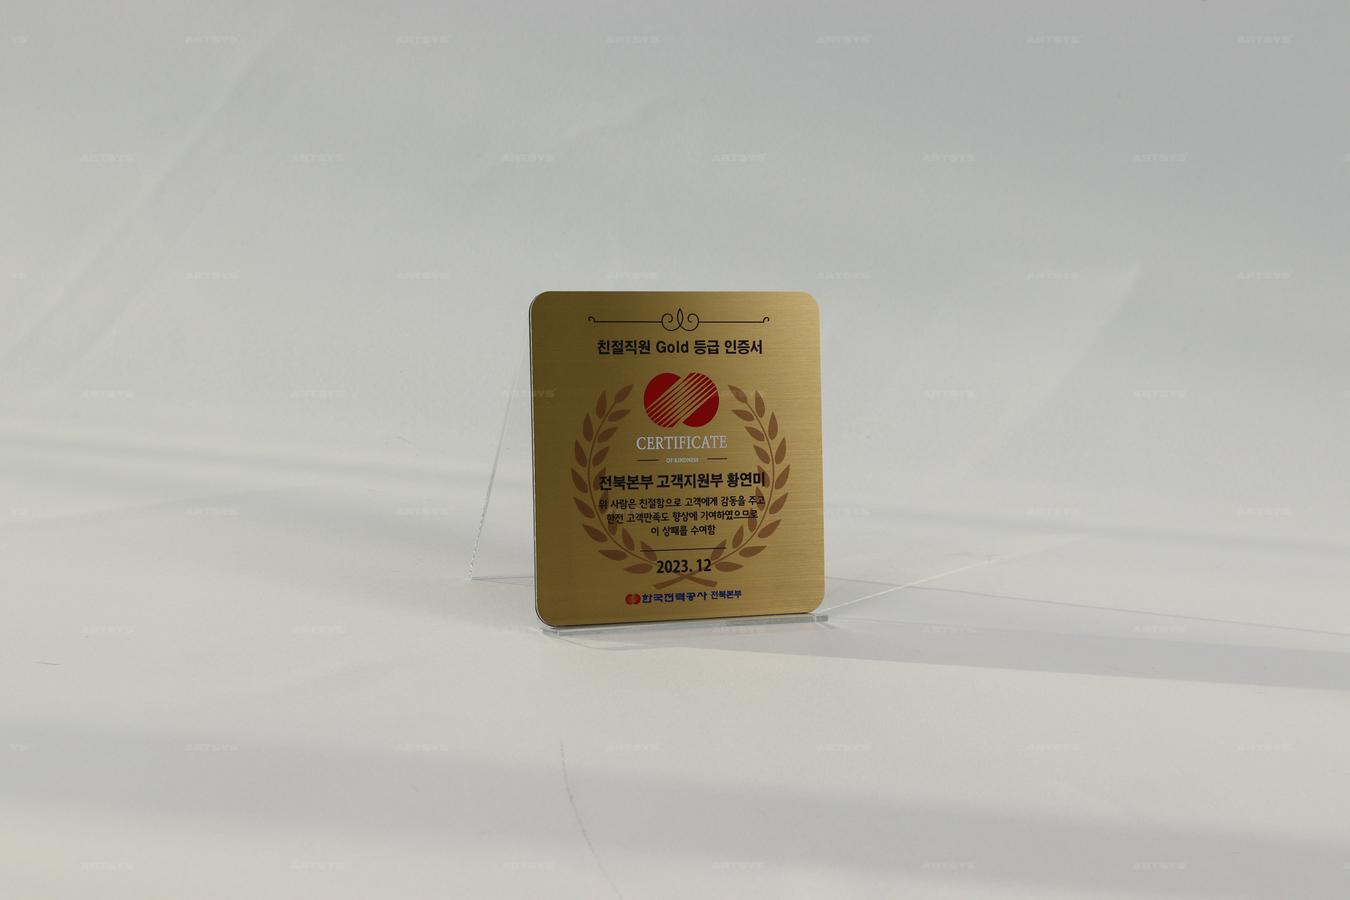 친절직원 Gold 등급 인증서
CERTIFICATE
OF KINDNESS
전북본부 고객지원부 황연미
위 사람은 친절함으로 고객에게 감동을 주고
한전 고객만족도 향상에 기여하였으므로
이 상패를 수여함
2023. 12
한국전력공사 전북본부
ARTSYS